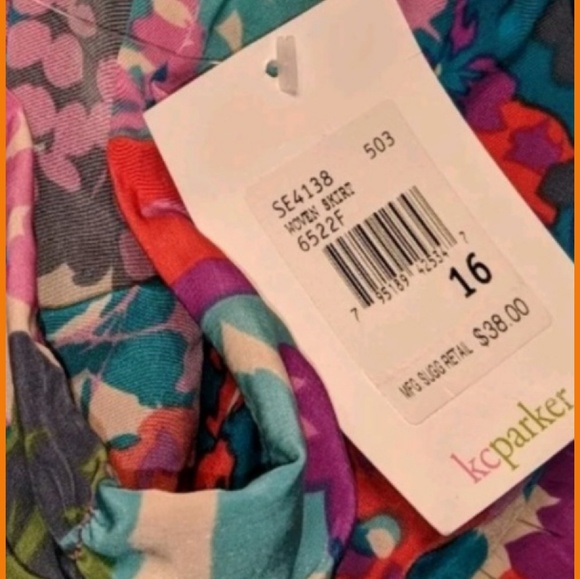 503
SE4138
WOVEN SKIRT
6522F
7 95189 42534 7
16
MFG SUGG RETAIL $38.00
kcparker